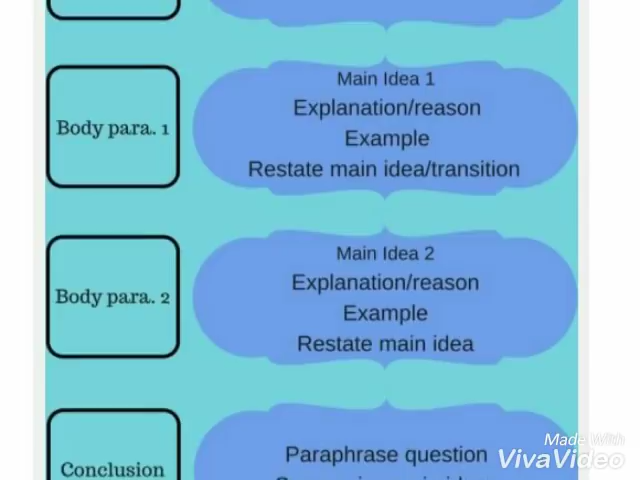 Body para. 1
Main Idea 1
Explanation/reason
Example
Restate main idea/transition
Body para. 2
Main Idea 2
Explanation/reason
Example
Restate main idea
Conclusion
Paraphrase question
Made With
VivaVideo